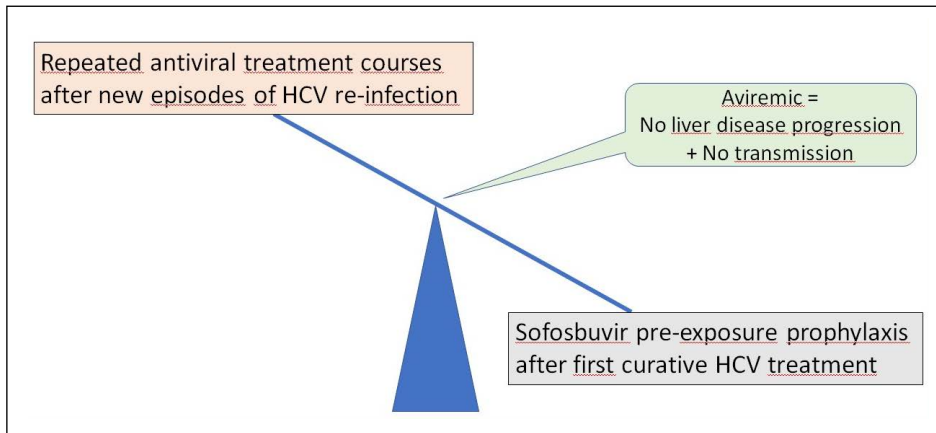 Repeated antiviral treatment courses
after new episodes of HCV re-infection
Aviremic =
No liver disease progression
+ No transmission
Sofosbuvir pre-exposure prophylaxis
after first curative HCV treatment